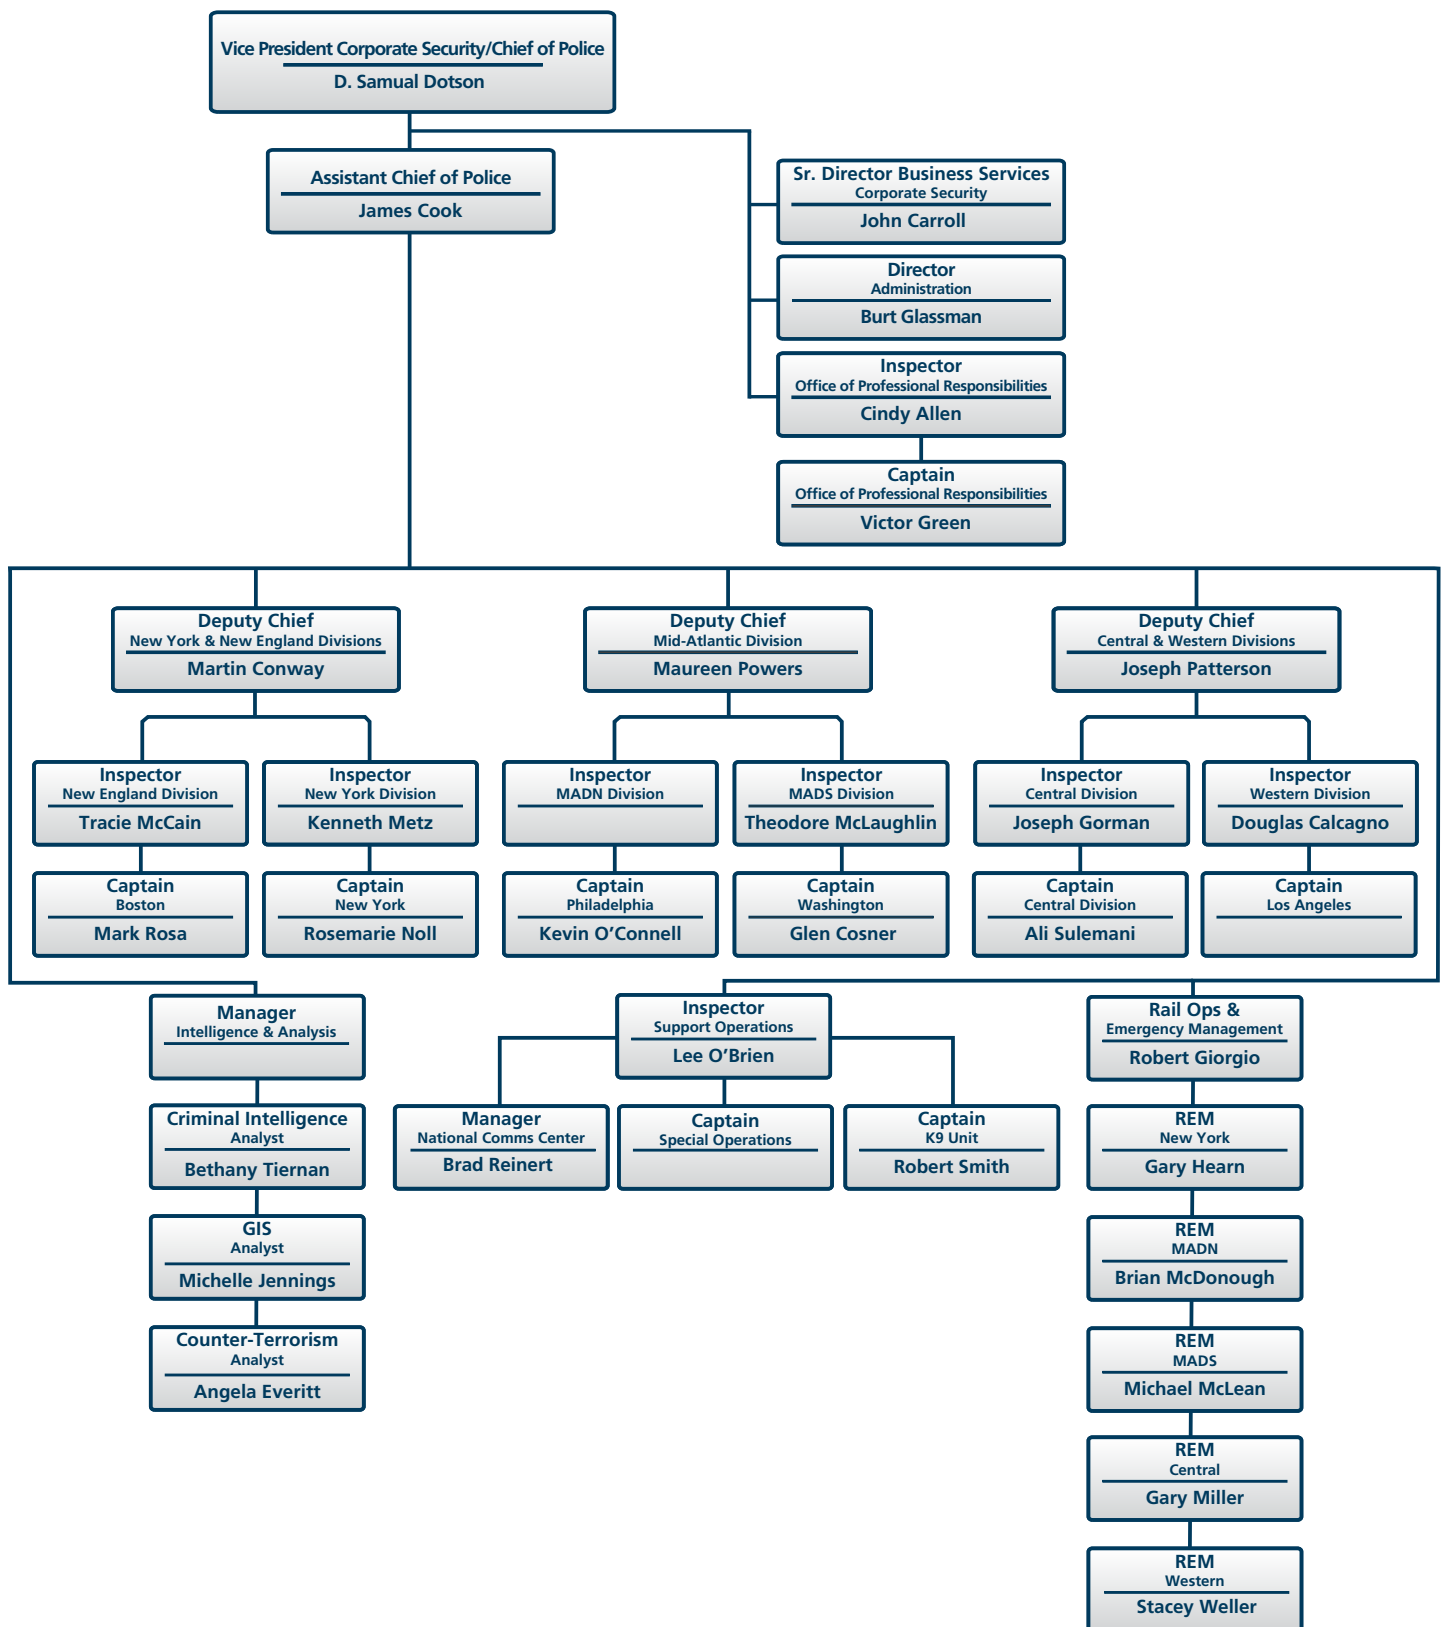 Vice President Corporate Security/Chief of Police
D. Samual Dotson
Assistant Chief of Police
James Cook
Sr. Director Business Services
Corporate Security
John Carroll
Director
Administration
Burt Glassman
Inspector
Office of Professional Responsibilities
Cindy Allen
Captain
Office of Professional Responsibilities
Victor Green
Deputy Chief
New York & New England Divisions
Martin Conway
Deputy Chief
Mid-Atlantic Division
Maureen Powers
Deputy Chief
Central & Western Divisions
Joseph Patterson
Inspector
New England Division
Tracie McCain
Inspector
New York Division
Kenneth Metz
Inspector
MADN Division
Inspector
MADS Division
Theodore McLaughlin
Inspector
Central Division
Joseph Gorman
Inspector
Western Division
Douglas Calcagno
Captain
Boston
Mark Rosa
Captain
New York
Rosemarie Noll
Captain
Philadelphia
Kevin O’Connell
Captain
Washington
Glen Cosner
Captain
Central Division
Ali Sulemani
Captain
Los Angeles
Manager
Intelligence & Analysis
Criminal Intelligence
Analyst
Bethany Tiernan
GIS
Analyst
Michelle Jennings
Counter-Terrorism
Analyst
Angela Everitt
Inspector
Support Operations
Lee O’Brien
Manager
National Comms Center
Brad Reinert
Captain
Special Operations
Captain
K9 Unit
Robert Smith
Rail Ops &
Emergency Management
Robert Giorgio
REM
New York
Gary Hearn
REM
MADN
Brian McDonough
REM
MADS
Michael McLean
REM
Central
Gary Miller
REM
Western
Stacey Weller